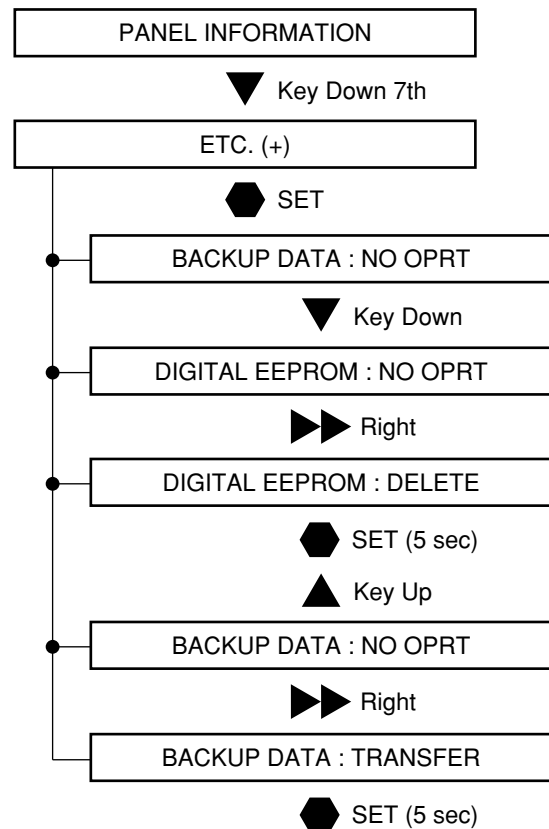 PANEL INFORMATION
Key Down 7th
ETC. (+)
SET
BACKUP DATA : NO OPRT
Key Down
DIGITAL EEPROM : NO OPRT
Right
DIGITAL EEPROM : DELETE
SET (5 sec)
Key Up
BACKUP DATA : NO OPRT
Right
BACKUP DATA : TRANSFER
SET (5 sec)